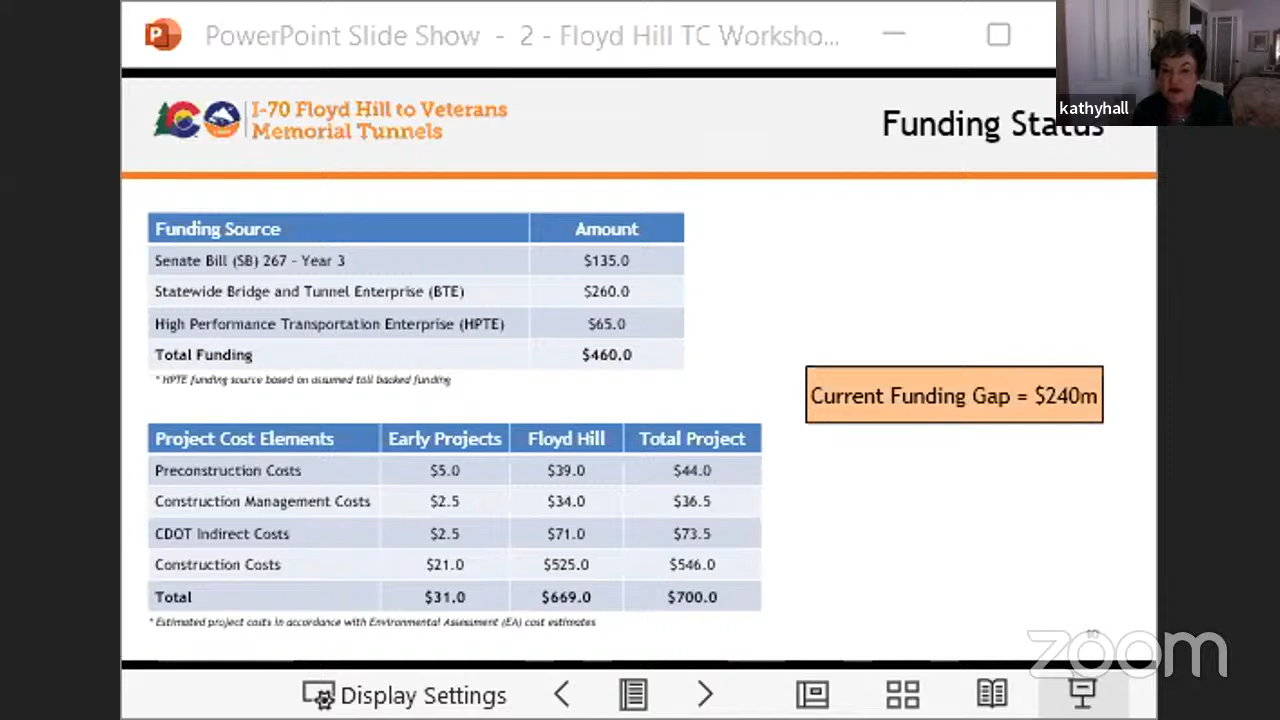 PowerPoint Slide Show - 2 - Floyd Hill TC Worksho...
kathyhall
I-70 Floyd Hill to Veterans
Memorial Tunnels
Funding Status
Funding Source Amount
Senate Bill (SB) 267 - Year 3 $135.0
Statewide Bridge and Tunnel Enterprise (BTE) $260.0
High Performance Transportation Enterprise (HPTE) $65.0
Total Funding $460.0
* HPTE funding source based on assumed toll backed funding
Current Funding Gap = $240m
Project Cost Elements Early Projects Floyd Hill Total Project
Preconstruction Costs $5.0 $39.0 $44.0
Construction Management Costs $2.5 $34.0 $36.5
CDOT Indirect Costs $2.5 $71.0 $73.5
Construction Costs $21.0 $525.0 $546.0
Total $31.0 $669.0 $700.0
* Estimated project costs in accordance with Environmental Assessment (EA) cost estimates
10
zoom
Display Settings